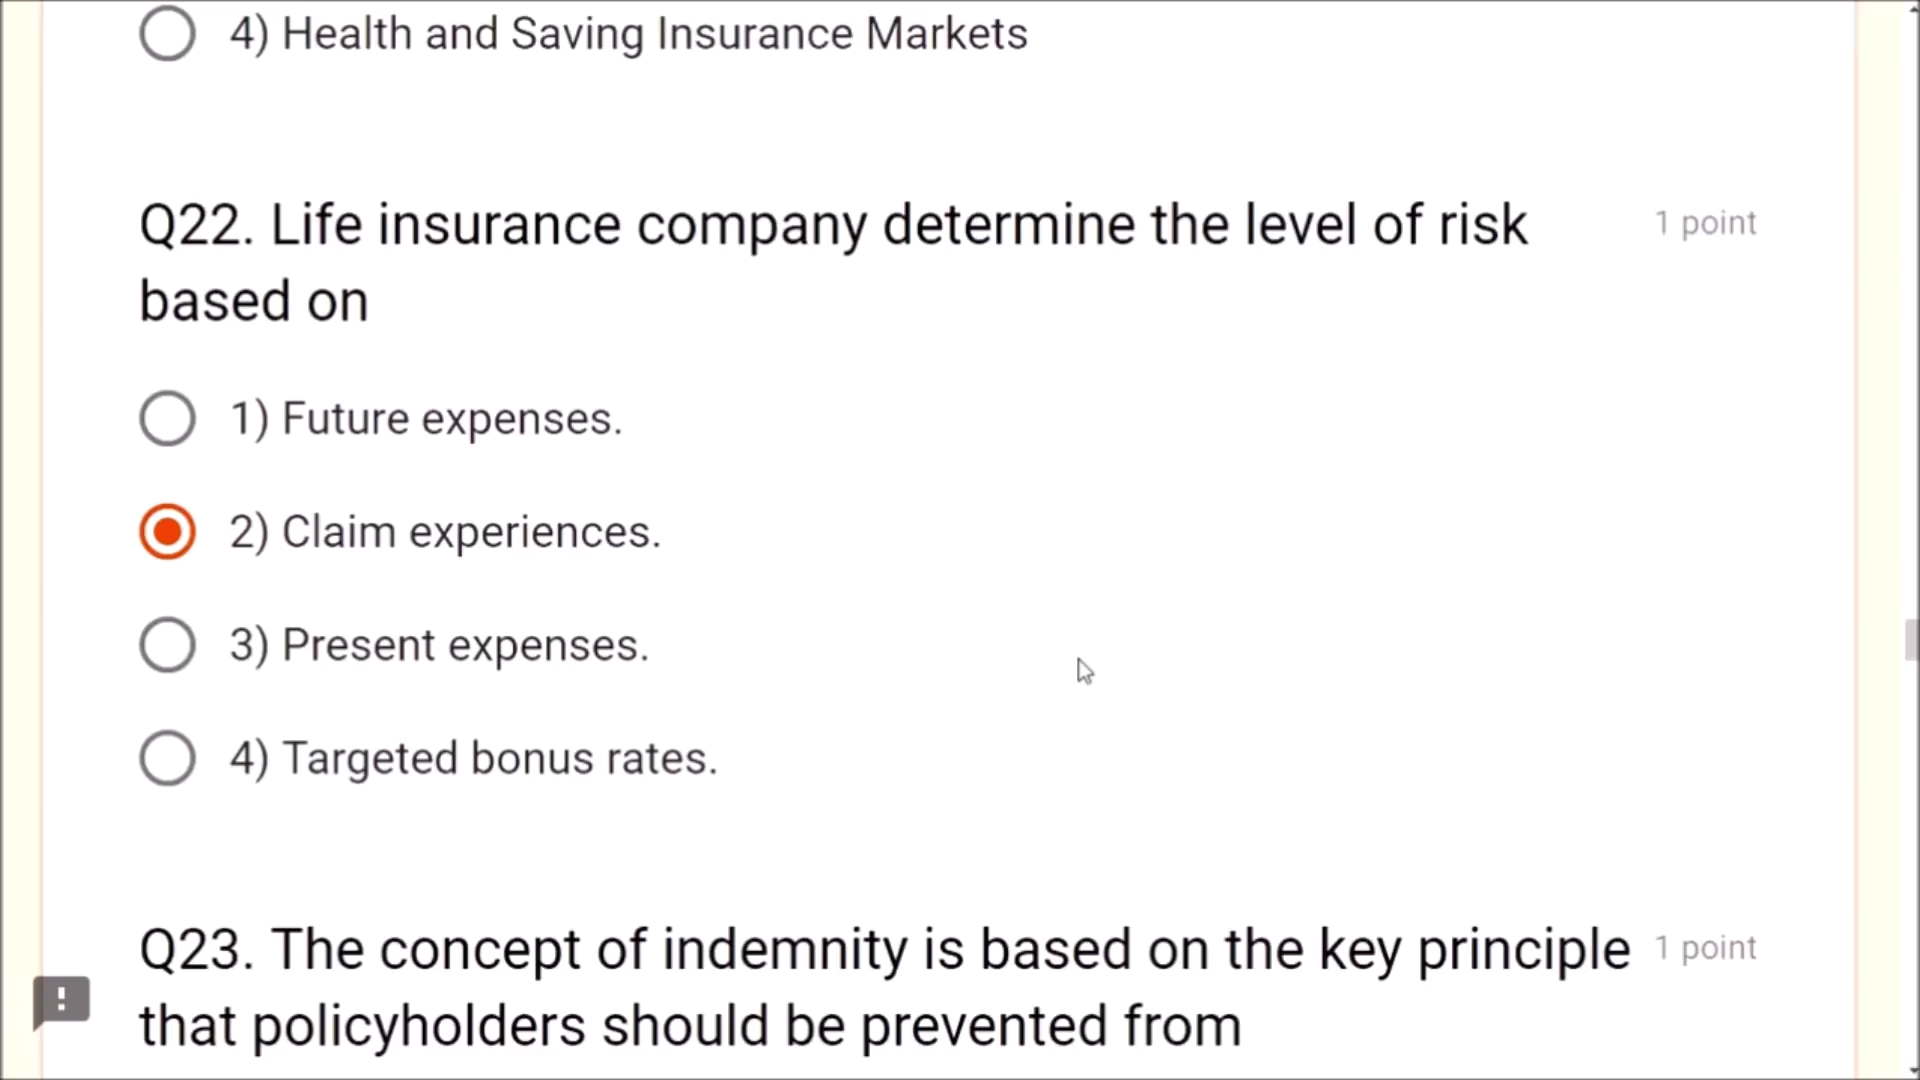 4) Health and Saving Insurance Markets
Q22. Life insurance company determine the level of risk
based on
1 point
1) Future expenses.
2) Claim experiences.
3) Present expenses.
4) Targeted bonus rates.
Q23. The concept of indemnity is based on the key principle
that policyholders should be prevented from
1 point